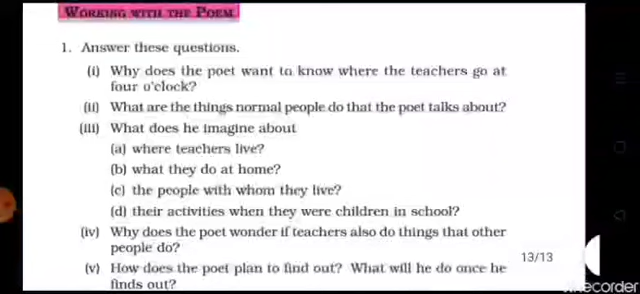 WORKING WITH THE POEM
1. Answer these questions.
(i) Why does the poet want to know where the teachers go at
four o'clock?
(ii) What are the things normal people do that the poet talks about?
(iii) What does he imagine about
(a) where teachers live?
(b) what they do at home?
(c) the people with whom they live?
(d) their activities when they were children in school?
(iv) Why does the poet wonder if teachers also do things that other
people do?
13/13
(v) How does the poet plan to find out? What will he do once he
finds out?